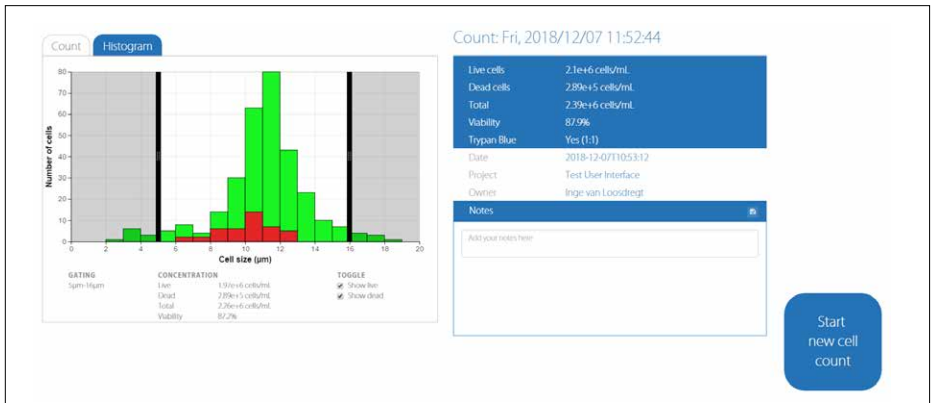 Count Histogram
Number of cells
80
70
60
50
40
30
20
10
0
0 2 4 6 8 10 12 14 16 18 20
Cell size (µm)
GATING
5µm-16µm
CONCENTRATION
Live 1.97e+6 cells/mL
Dead 2.89e+5 cells/mL
Total 2.26e+6 cells/mL
Viability 87.2%
TOGGLE
Show live
Show dead
Count: Fri, 2018/12/07 11:52:44
Live cells 2.1e+6 cells/mL
Dead cells 2.89e+5 cells/mL
Total 2.39e+6 cells/mL
Viability 87.9%
Trypan Blue Yes (1:1)
Date 2018-12-07T10:53:12
Project Test User Interface
Owner Inge van Loosdregt
Notes
Add your notes here
Start
new cell
count